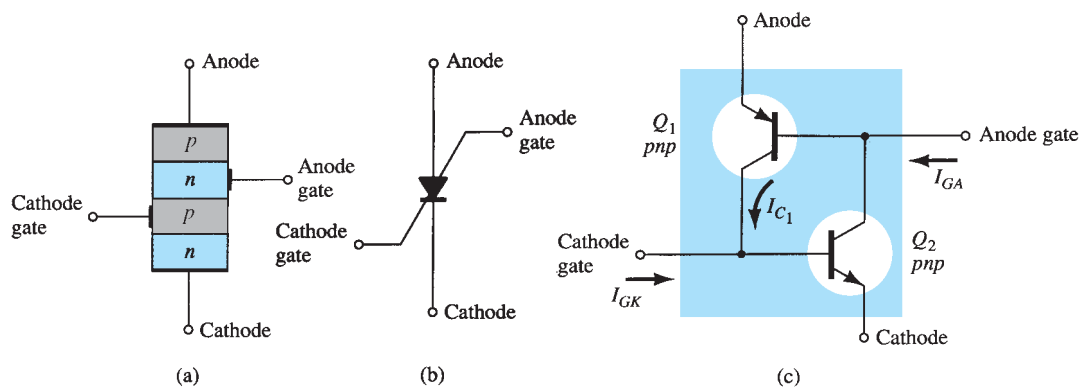 Anode
p
n
Anode
gate
p
Cathode
gate
n
Cathode
(a)
Anode
Anode
gate
Cathode
gate
Cathode
(b)
Anode
Q1
pnp
Anode gate
IGA
IC1
Cathode
gate
IGK
Q2
pnp
Cathode
(c)